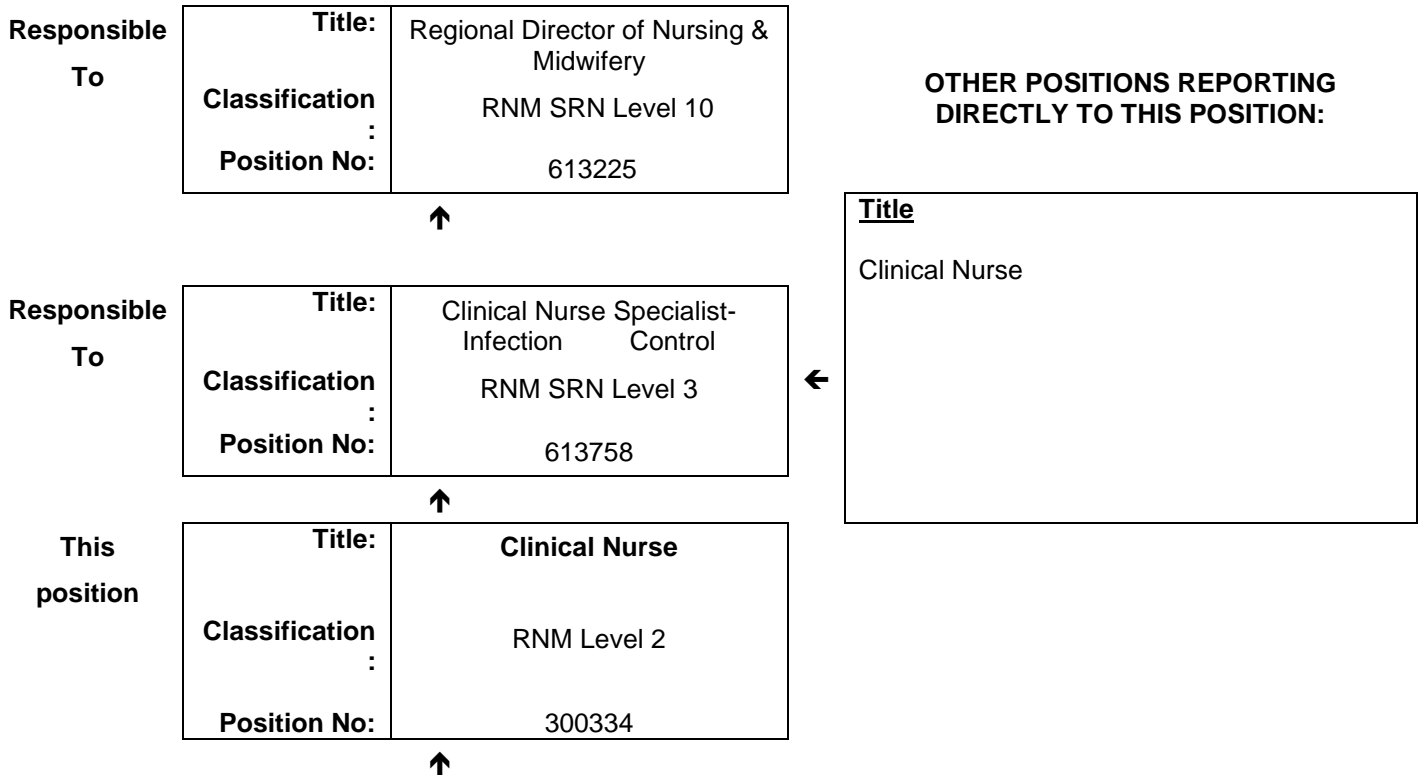 Responsible
To
Title:
Regional Director of Nursing &
Midwifery
Classification
:
RNM SRN Level 10
Position No:
613225
OTHER POSITIONS REPORTING
DIRECTLY TO THIS POSITION:
↑
Title
Clinical Nurse
Responsible
To
Title:
Clinical Nurse Specialist-
Infection Control
Classification
:
RNM SRN Level 3
Position No:
613758
←
↑
This
position
Title:
Clinical Nurse
Classification
:
RNM Level 2
Position No:
300334
↑